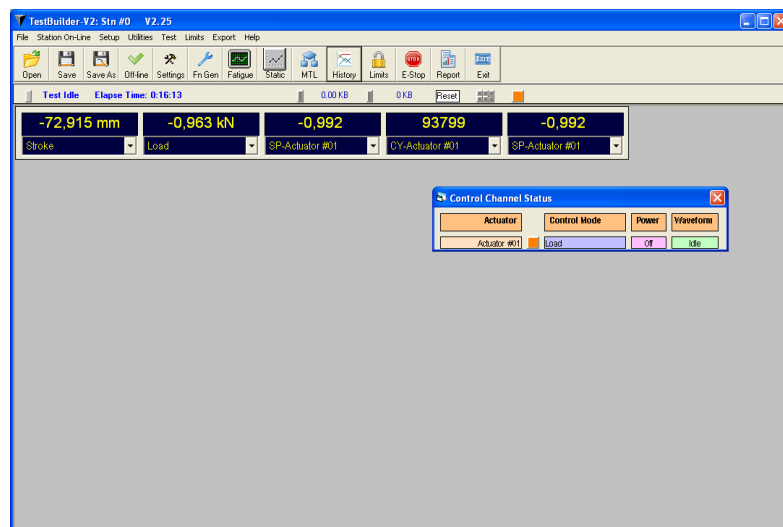 TestBuilder-V2: Stn #0 V2.25
File Station On-Line Setup Utilities Test Limits Export Help
Open Save Save As Off-line Settings Fn Gen Fatigue Static MTL History Limits E-Stop Report Exit
Test Idle Elapse Time: 0:16:13 0.00 KB 0 KB Reset
-72,915 mm -0,963 kN -0,992 93799 -0,992
Stroke Load SP-Actuator #01 CY-Actuator #01 SP-Actuator #01
Control Channel Status
Actuator Control Mode Power Waveform
Actuator #01 Load Off Idle